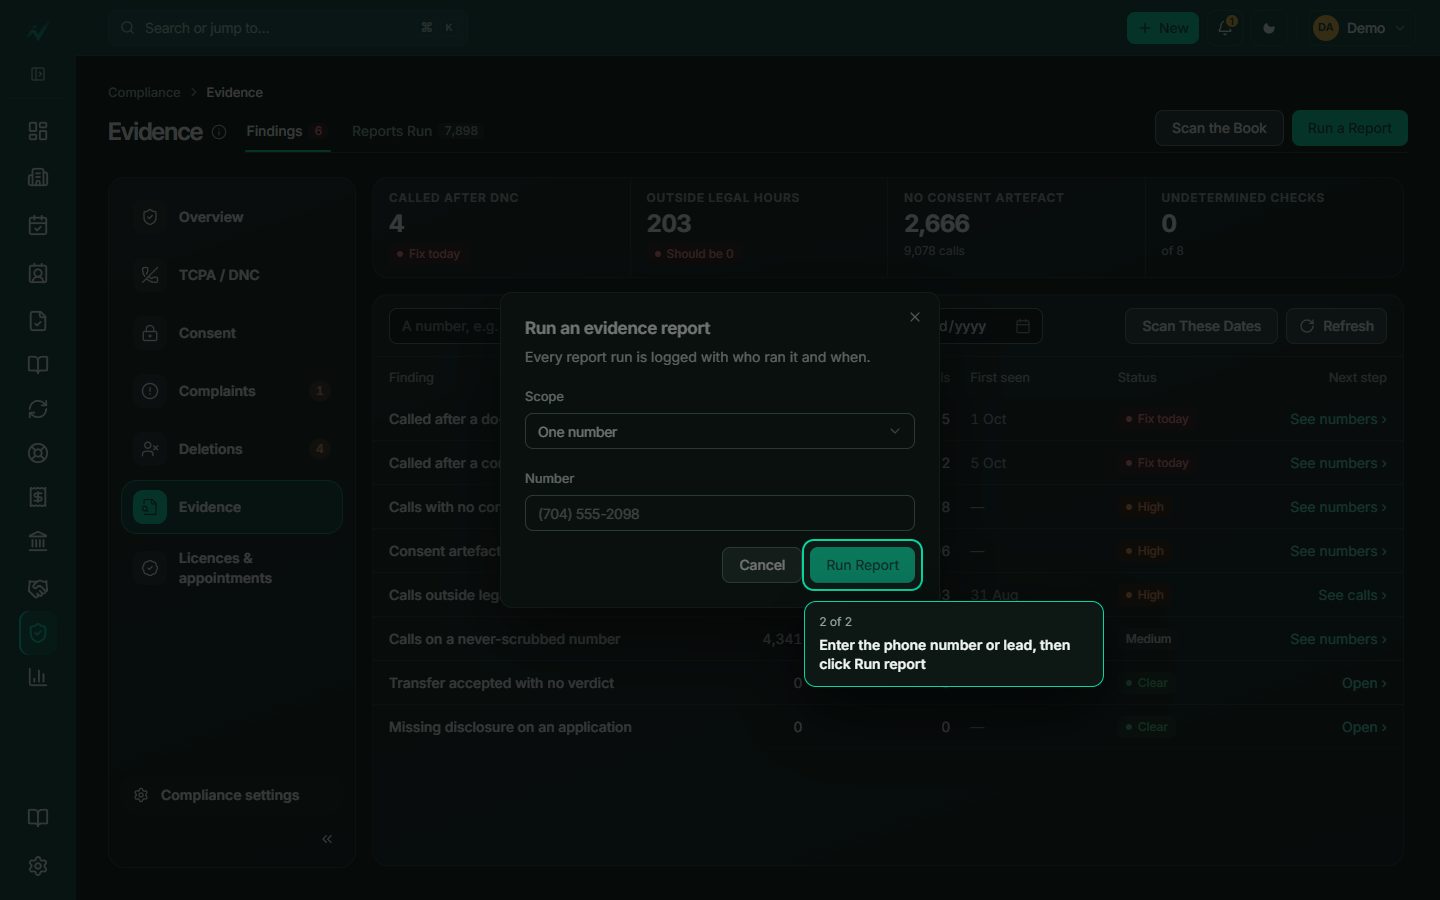 Search or jump to...
⌘ K
+ New
1
DA
Demo
Compliance > Evidence
Evidence
Findings 6
Reports Run 7,898
Scan the Book
Run a Report
Overview
TCPA / DNC
Consent
Complaints 1
Deletions 4
Evidence
Licences &
appointments
Compliance settings
CALLED AFTER DNC
4
Fix today
OUTSIDE LEGAL HOURS
203
Should be 0
NO CONSENT ARTEFACT
2,666
9,078 calls
UNDETERMINED CHECKS
0
of 8
A number, e.g.
d/yyyy
Scan These Dates
Refresh
Finding
First seen
Status
Next step
Called after a do
5
1 Oct
Fix today
See numbers ›
Called after a co
2
5 Oct
Fix today
See numbers ›
Calls with no co
8
—
High
See numbers ›
Consent artefact
6
—
High
See numbers ›
Calls outside leg
3
31 Aug
High
See calls ›
Calls on a never-scrubbed number
4,341
Medium
See numbers ›
Transfer accepted with no verdict
0
Clear
Open ›
Missing disclosure on an application
0
0
—
Clear
Open ›
Run an evidence report
Every report run is logged with who ran it and when.
Scope
One number
Number
(704) 555-2098
Cancel
Run Report
2 of 2
Enter the phone number or lead, then
click Run report